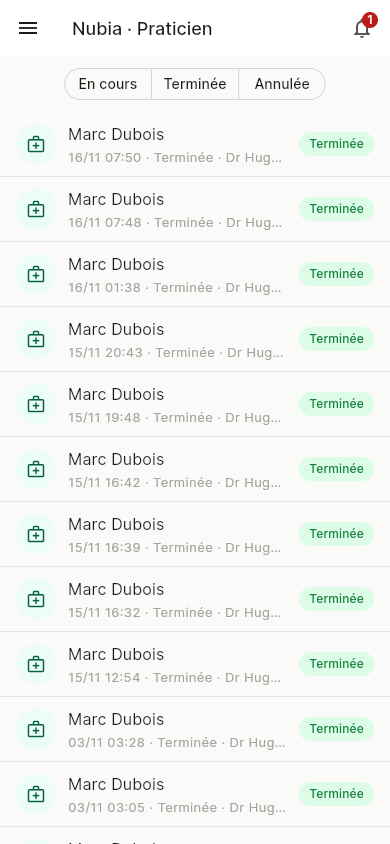 Nubia · Praticien
1
En cours
Terminée
Annulée
Marc Dubois
16/11 07:50 · Terminée · Dr Hug...
Terminée
Marc Dubois
16/11 07:48 · Terminée · Dr Hug...
Terminée
Marc Dubois
16/11 01:38 · Terminée · Dr Hug...
Terminée
Marc Dubois
15/11 20:43 · Terminée · Dr Hug...
Terminée
Marc Dubois
15/11 19:48 · Terminée · Dr Hug...
Terminée
Marc Dubois
15/11 16:42 · Terminée · Dr Hug...
Terminée
Marc Dubois
15/11 16:39 · Terminée · Dr Hug...
Terminée
Marc Dubois
15/11 16:32 · Terminée · Dr Hug...
Terminée
Marc Dubois
15/11 12:54 · Terminée · Dr Hug...
Terminée
Marc Dubois
03/11 03:28 · Terminée · Dr Hug...
Terminée
Marc Dubois
03/11 03:05 · Terminée · Dr Hug...
Terminée